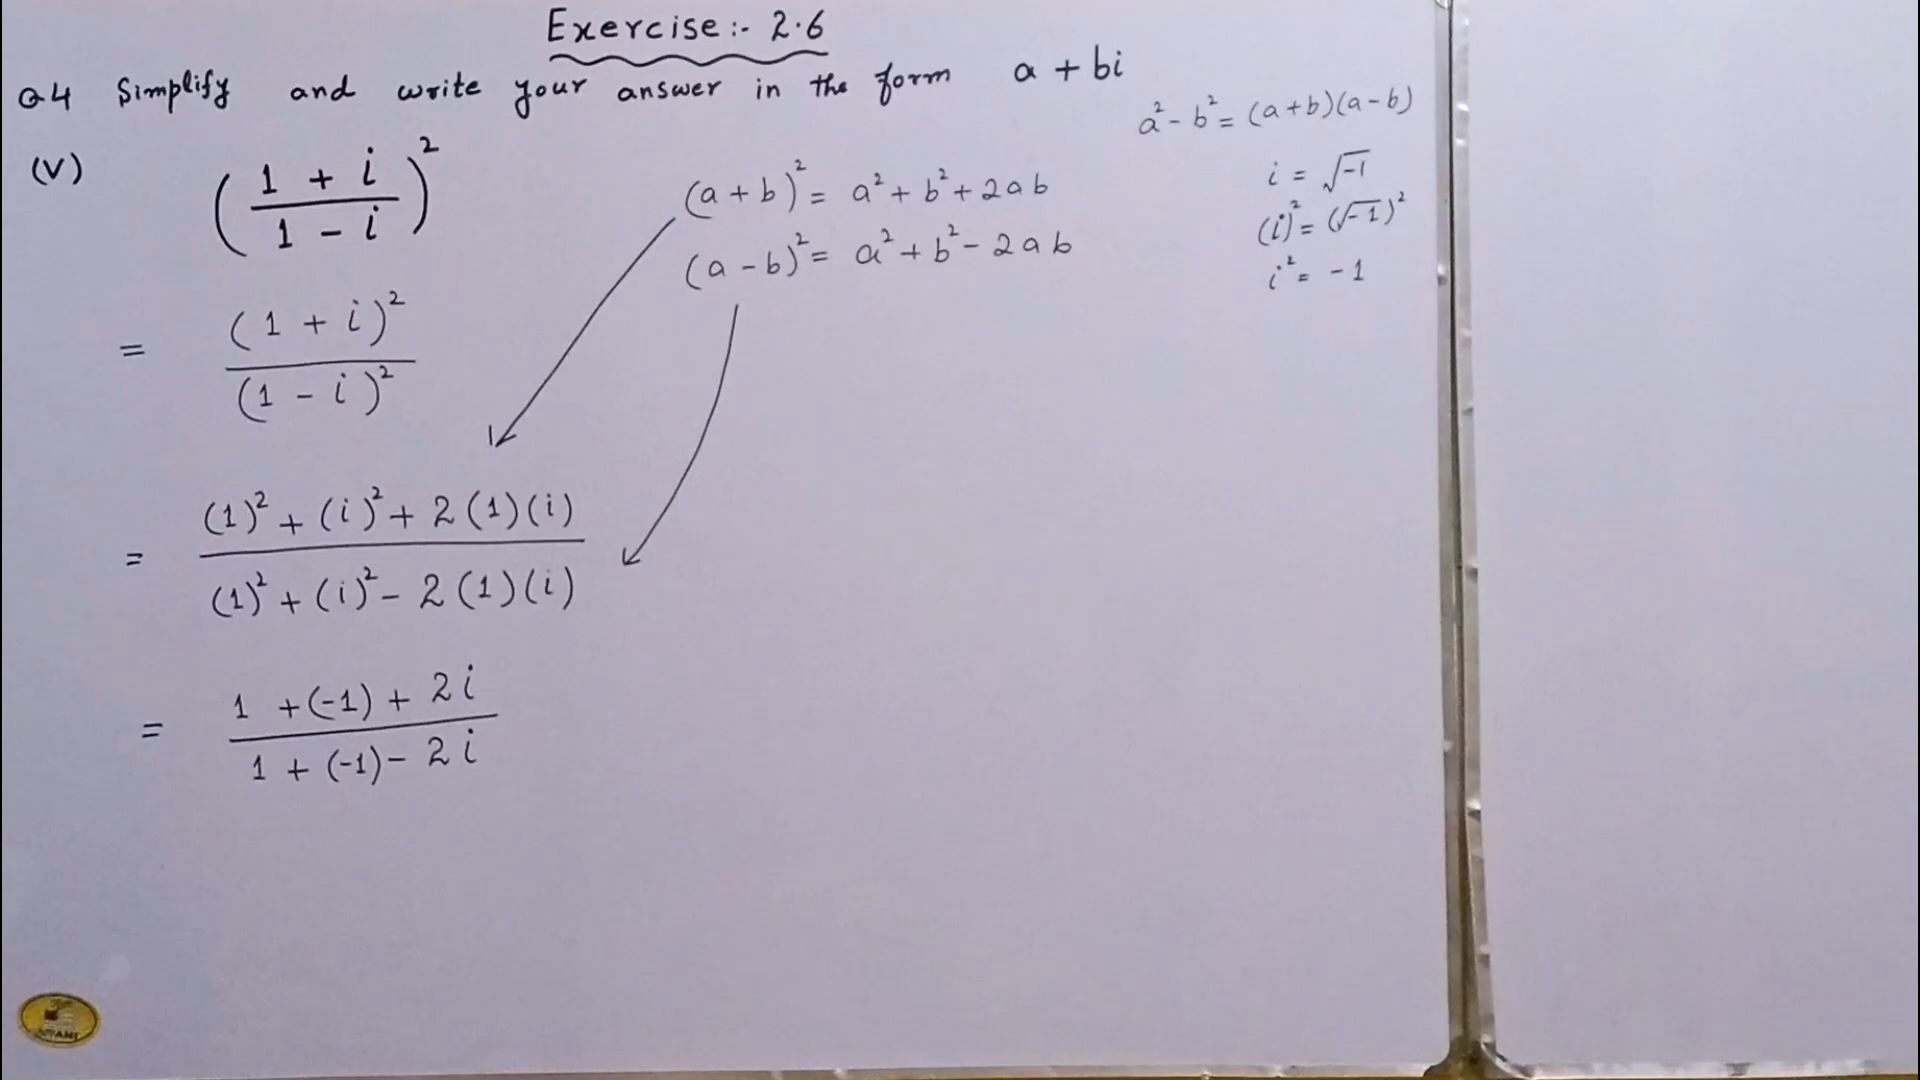 Exercise:- 2.6
Q4 Simplify and write your answer in the form a + bi
(V) ((1 + i)/(1 - i))²
= (1 + i)²/(1 - i)²
= ((1)² + (i)² + 2(1)(i))/((1)² + (i)² - 2(1)(i))
= (1 + (-1) + 2i)/(1 + (-1) - 2i)
(a + b)² = a² + b² + 2ab
(a - b)² = a² + b² - 2ab
a² - b² = (a + b)(a - b)
i = √-1
(i)² = (√-1)²
i² = -1